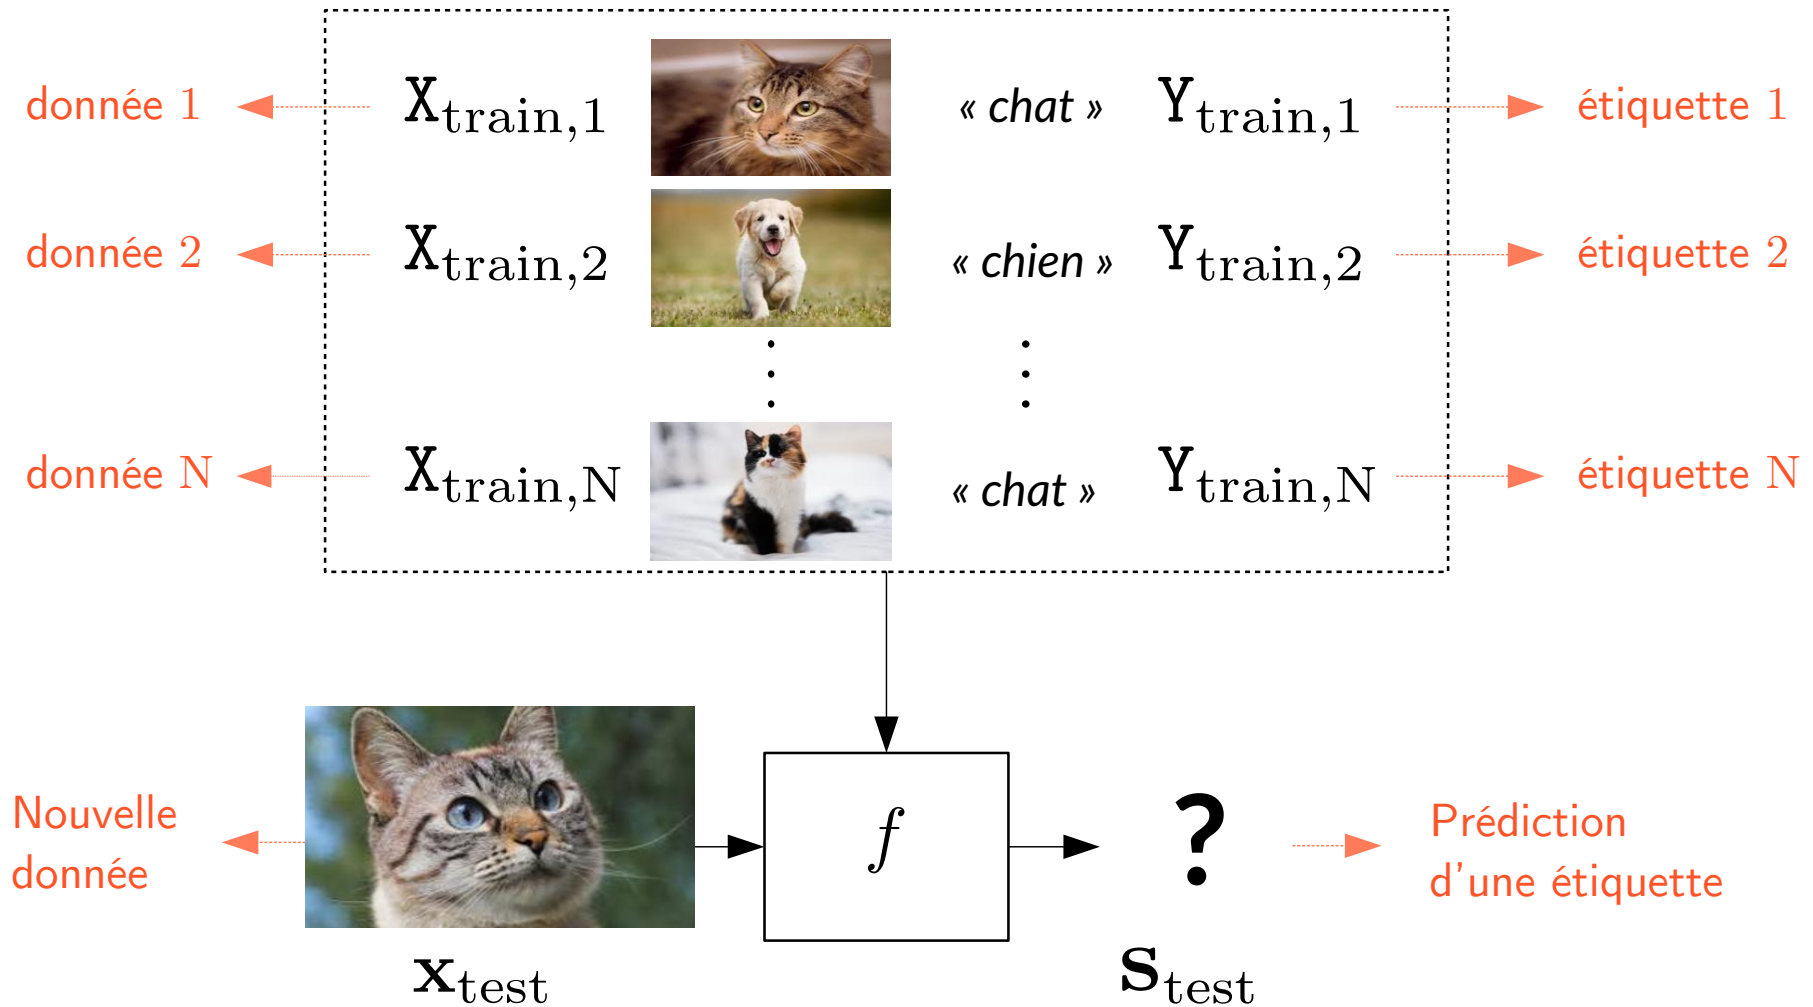 donnée 1 X_train,1 « chat » Y_train,1 étiquette 1
donnée 2 X_train,2 « chien » Y_train,2 étiquette 2
donnée N X_train,N « chat » Y_train,N étiquette N
Nouvelle
donnée
f
?
Prédiction
d'une étiquette
x_test
s_test